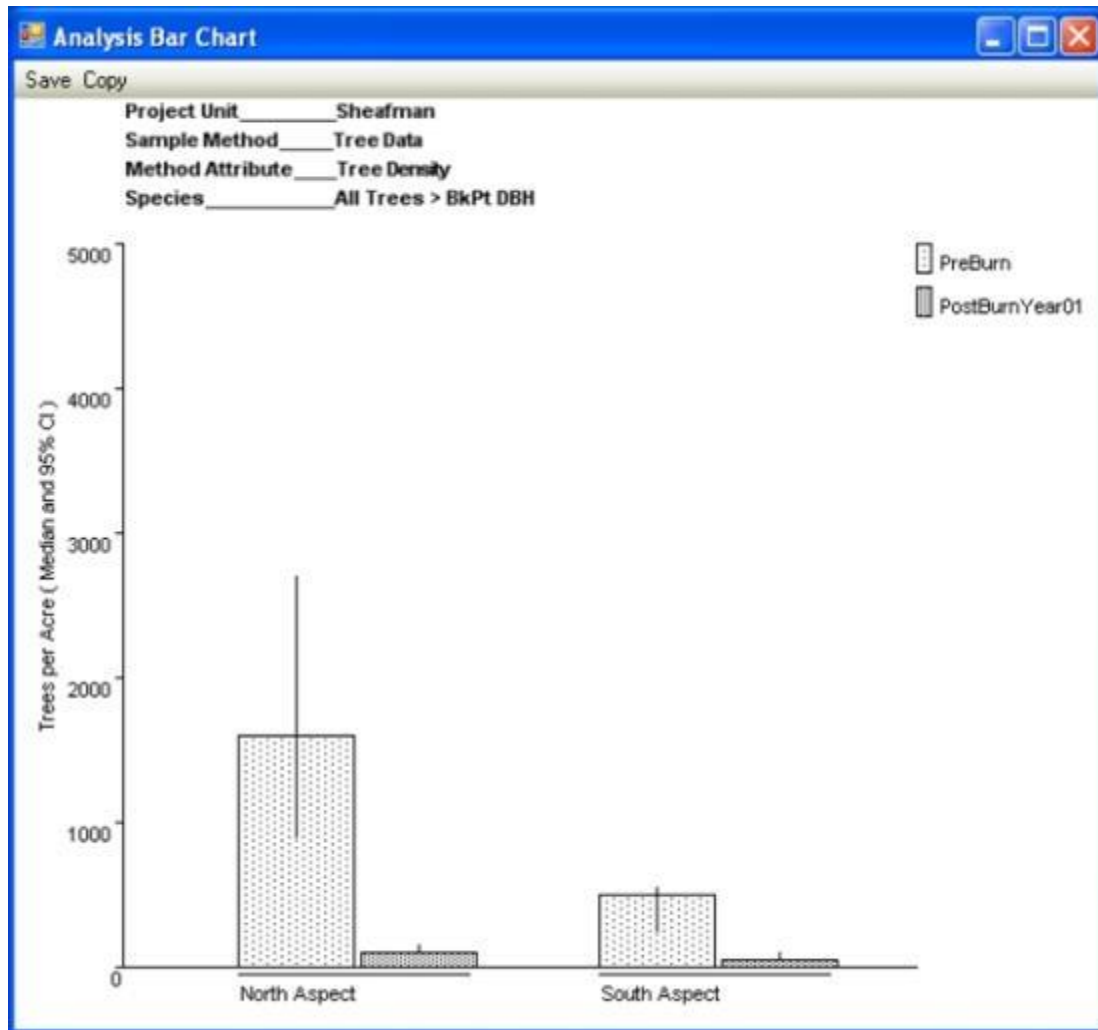 Analysis Bar Chart
Save Copy
Project Unit_________Sheafman
Sample Method_____Tree Data
Method Attribute____Tree Density
Species____________All Trees > BkPt DBH
5000
4000
3000
2000
1000
0
Trees per Acre ( Median and 95% CI )
PreBurn
PostBurnYear01
North Aspect
South Aspect